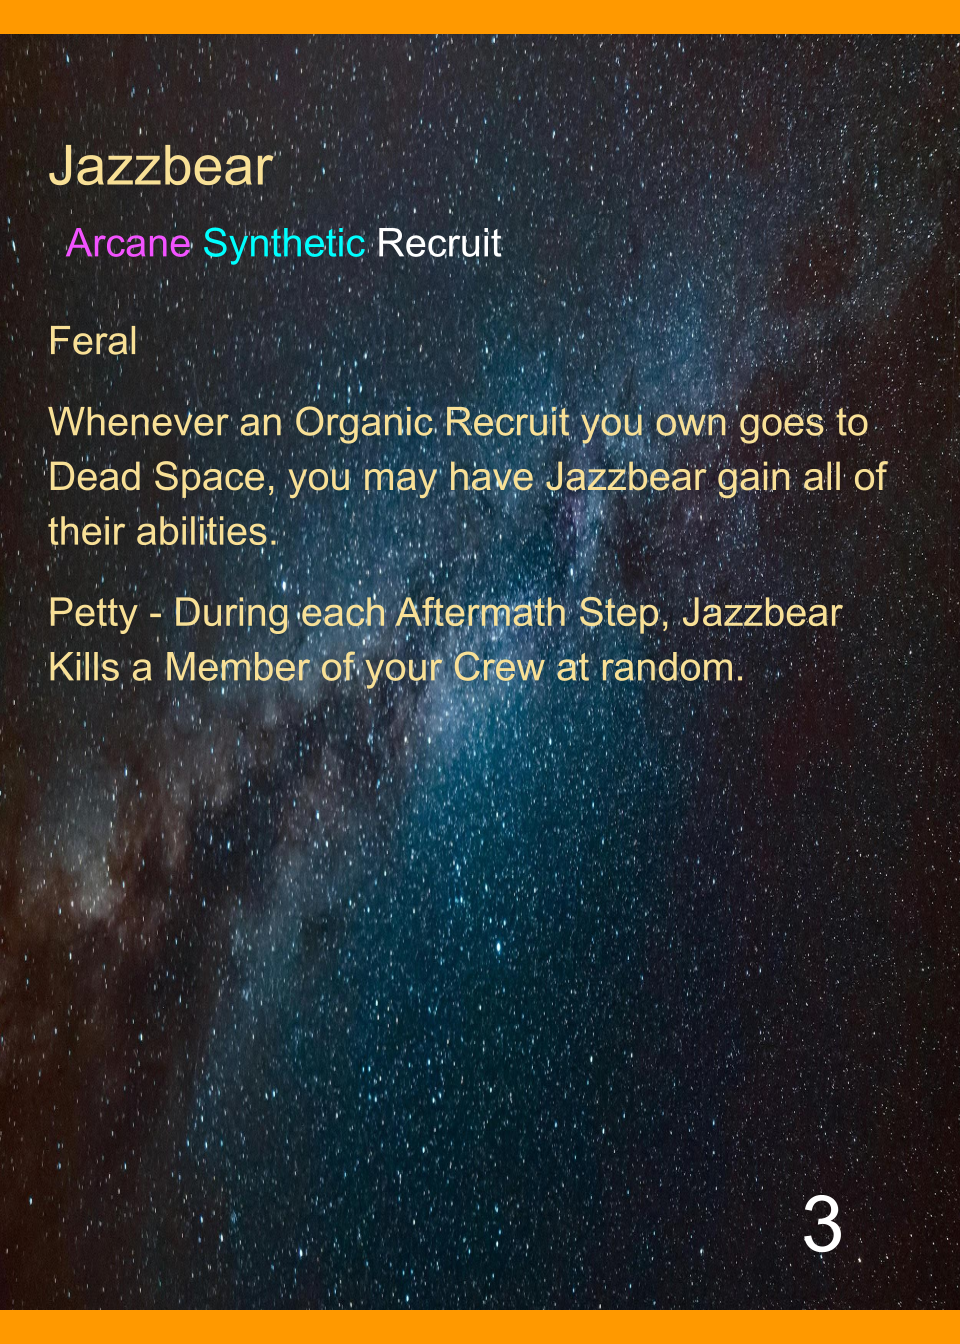 Jazzbear
Arcane Synthetic Recruit
Feral
Whenever an Organic Recruit you own goes to
Dead Space, you may have Jazzbear gain all of
their abilities.
Petty - During each Aftermath Step, Jazzbear
Kills a Member of your Crew at random.
3